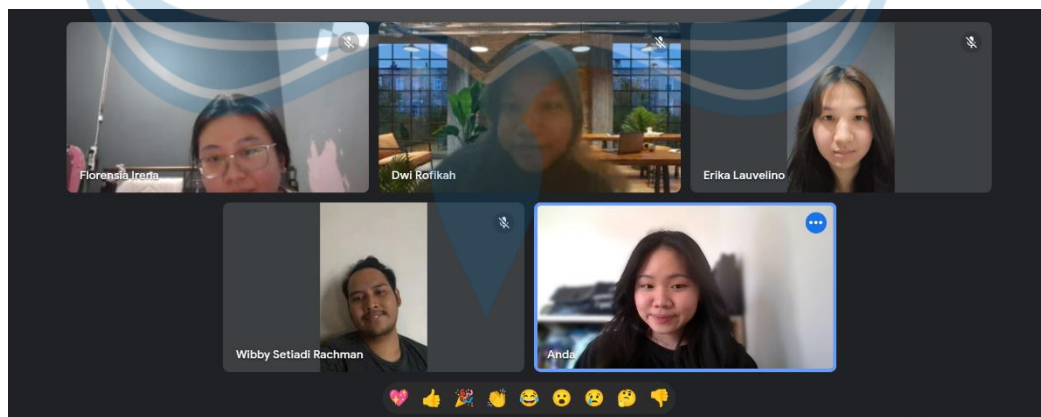 Florensia Irena
Dwi Rofikah
Erika Lauvelino
Wibby Setiadi Rachman
Anda